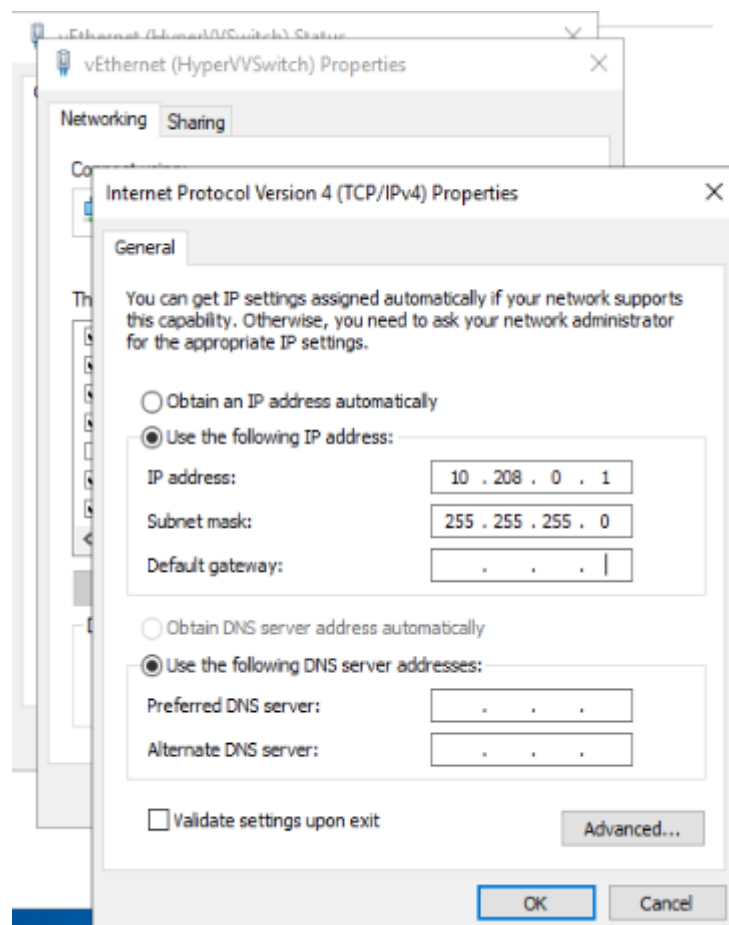 vEthernet (HyperVVSwitch) Status
vEthernet (HyperVVSwitch) Properties
Networking
Sharing
Internet Protocol Version 4 (TCP/IPv4) Properties
General
You can get IP settings assigned automatically if your network supports
this capability. Otherwise, you need to ask your network administrator
for the appropriate IP settings.
Obtain an IP address automatically
Use the following IP address:
IP address:
10 . 208 . 0 . 1
Subnet mask:
255 . 255 . 255 . 0
Default gateway:
. . .
Obtain DNS server address automatically
Use the following DNS server addresses:
Preferred DNS server:
. . .
Alternate DNS server:
. . .
Validate settings upon exit
Advanced...
OK
Cancel